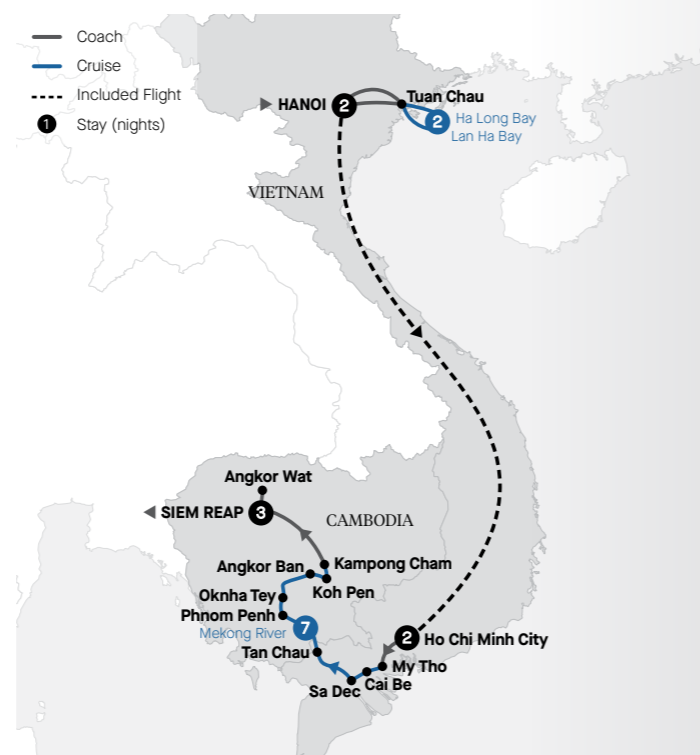 Coach
Cruise
Included Flight
1 Stay (nights)
HANOI 2
Tuan Chau
2 Ha Long Bay
Lan Ha Bay
VIETNAM
Angkor Wat
SIEM REAP 3
CAMBODIA
Kampong Cham
Angkor Ban
Koh Pen
Oknha Tey
Phnom Penh
Mekong River 7
2 Ho Chi Minh City
Tan Chau
My Tho
Cai Be
Sa Dec